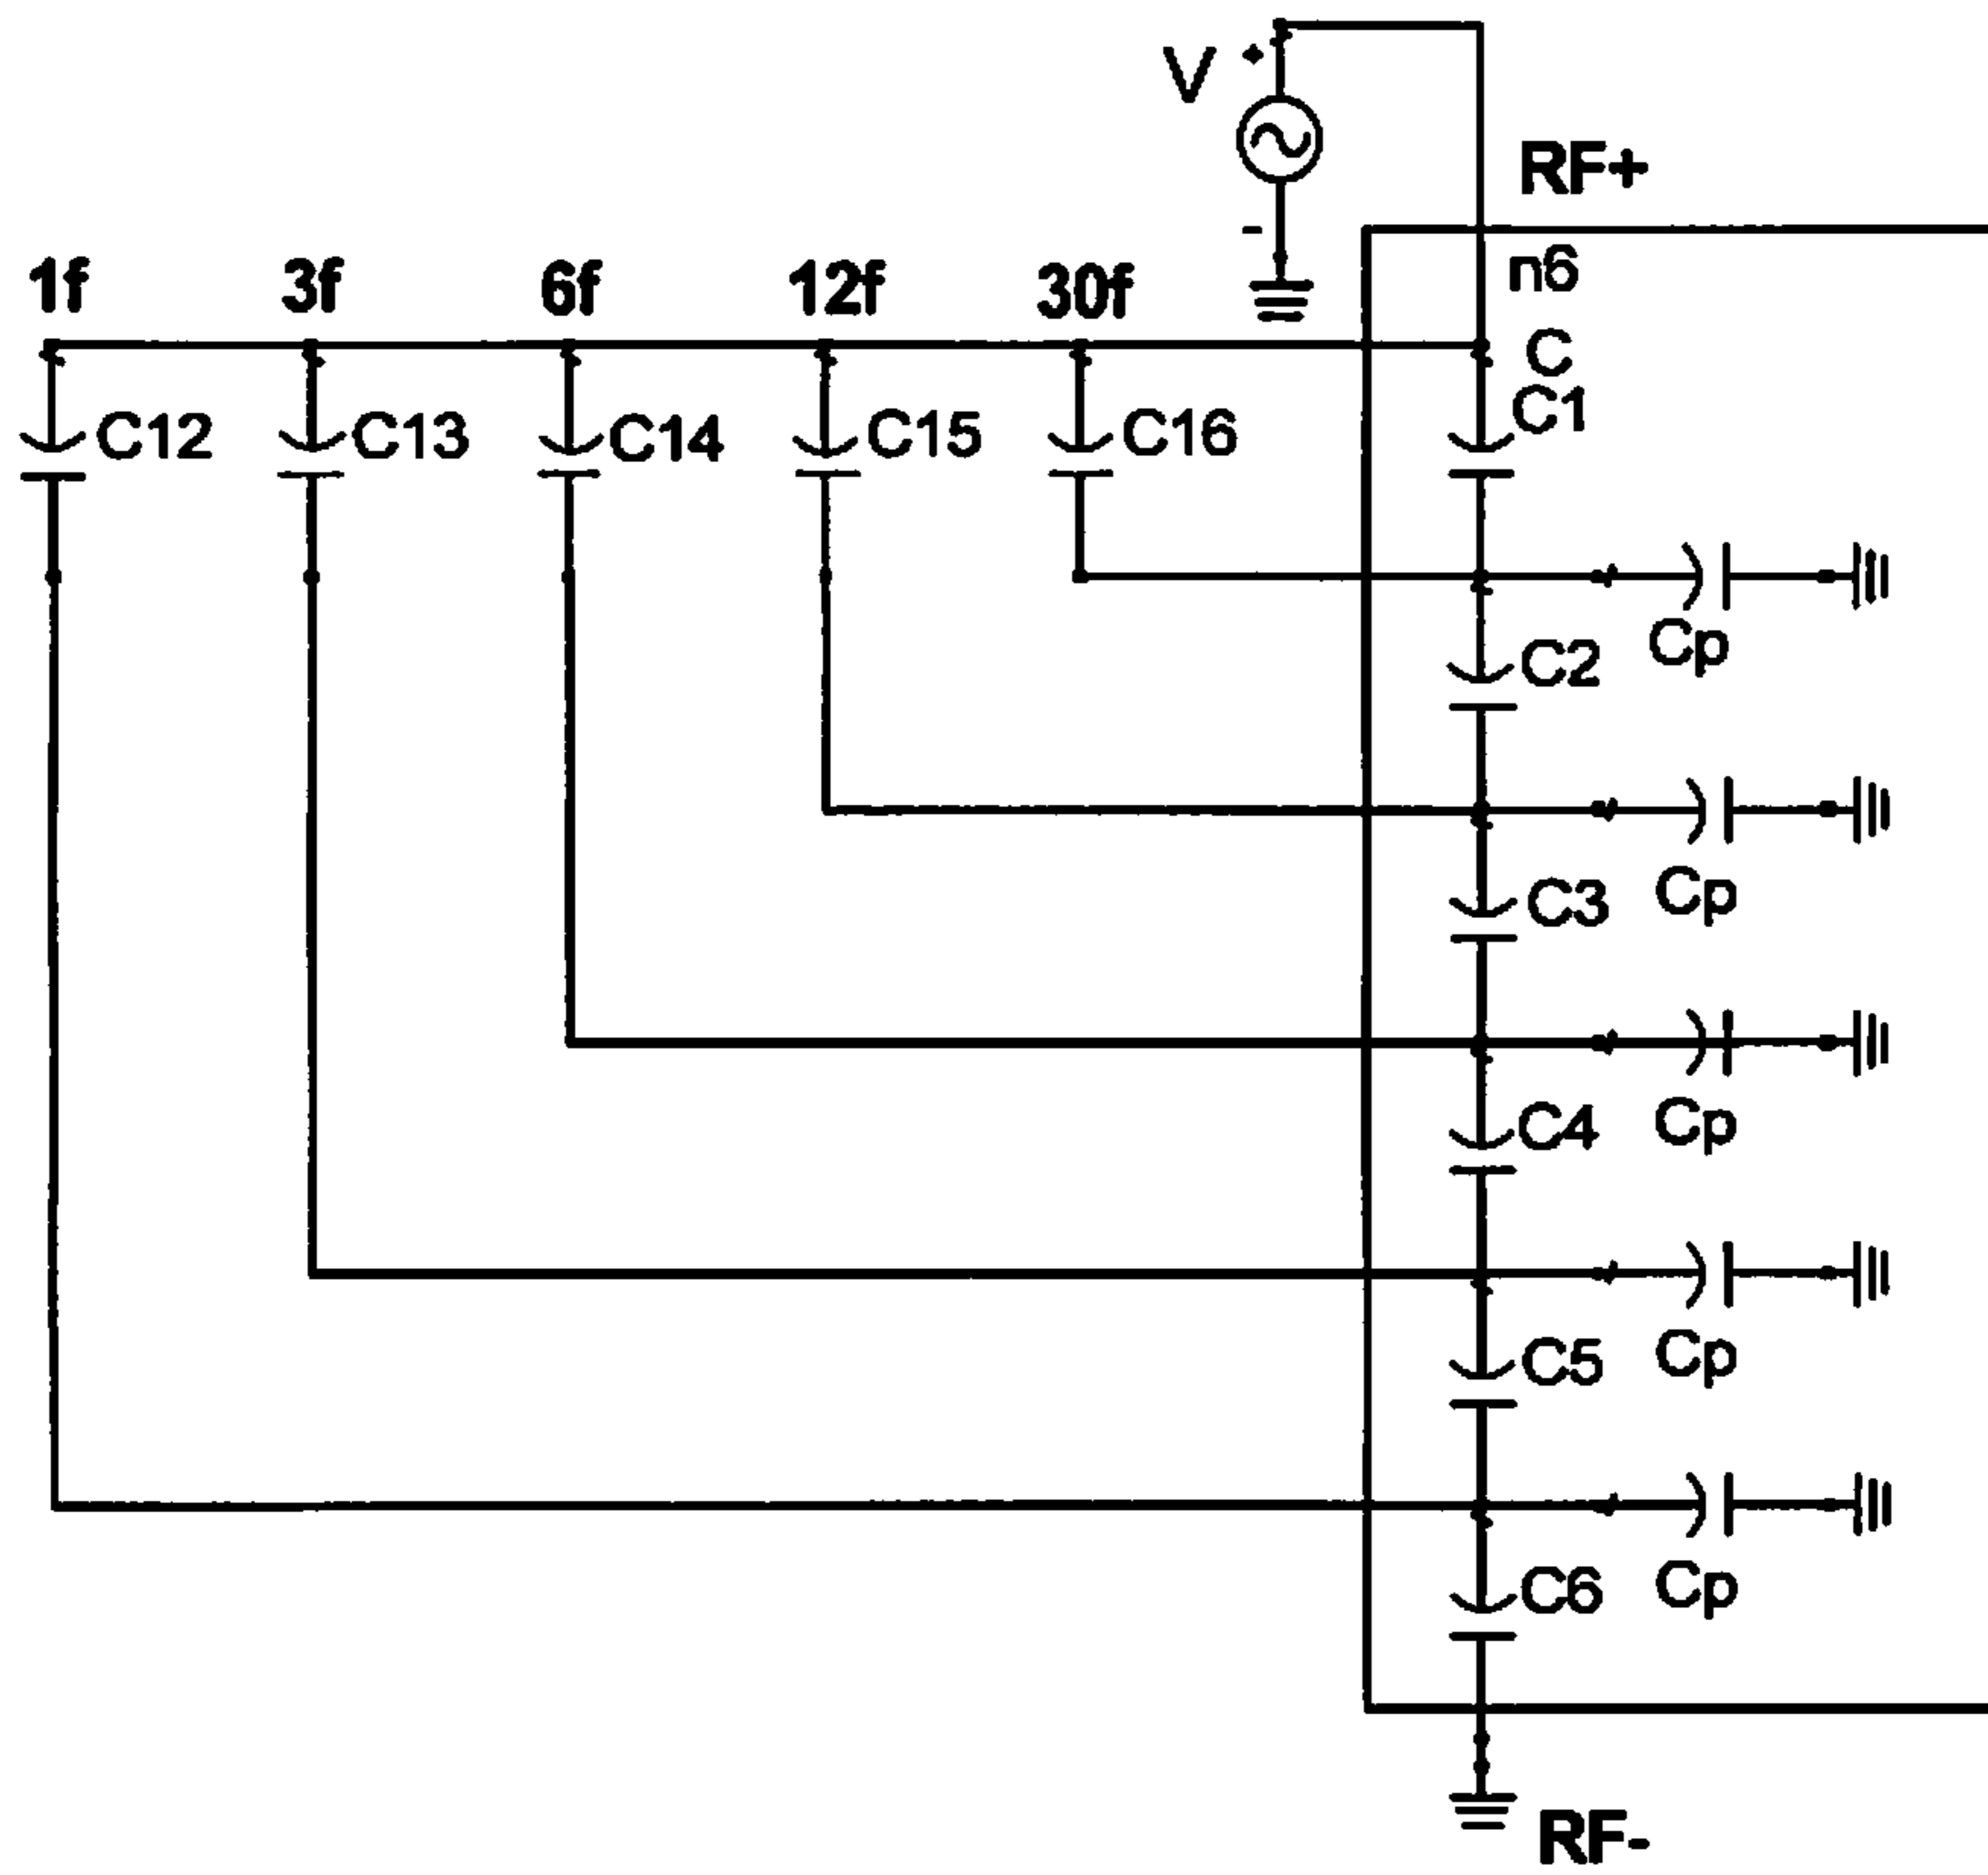 V +
-
RF+
n6
1f 3f 6f 12f 30f
C
C1
C12 C13 C14 C15 C16
C2
Cp
C3
Cp
C4
Cp
C5
Cp
C6
Cp
RF-